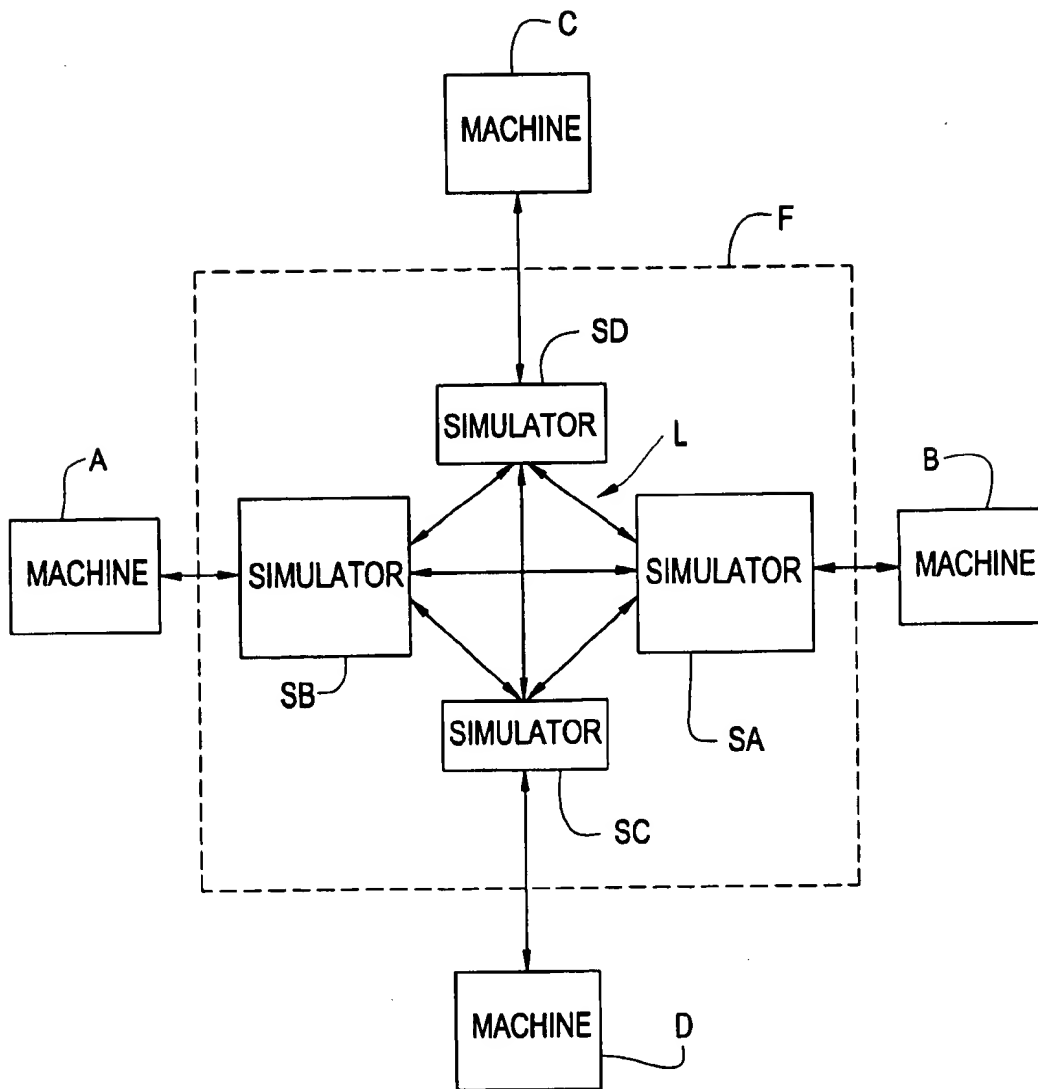 C
MACHINE
F
SD
SIMULATOR
L
A
B
MACHINE
SIMULATOR
SIMULATOR
MACHINE
SB
SIMULATOR
SA
SC
MACHINE
D